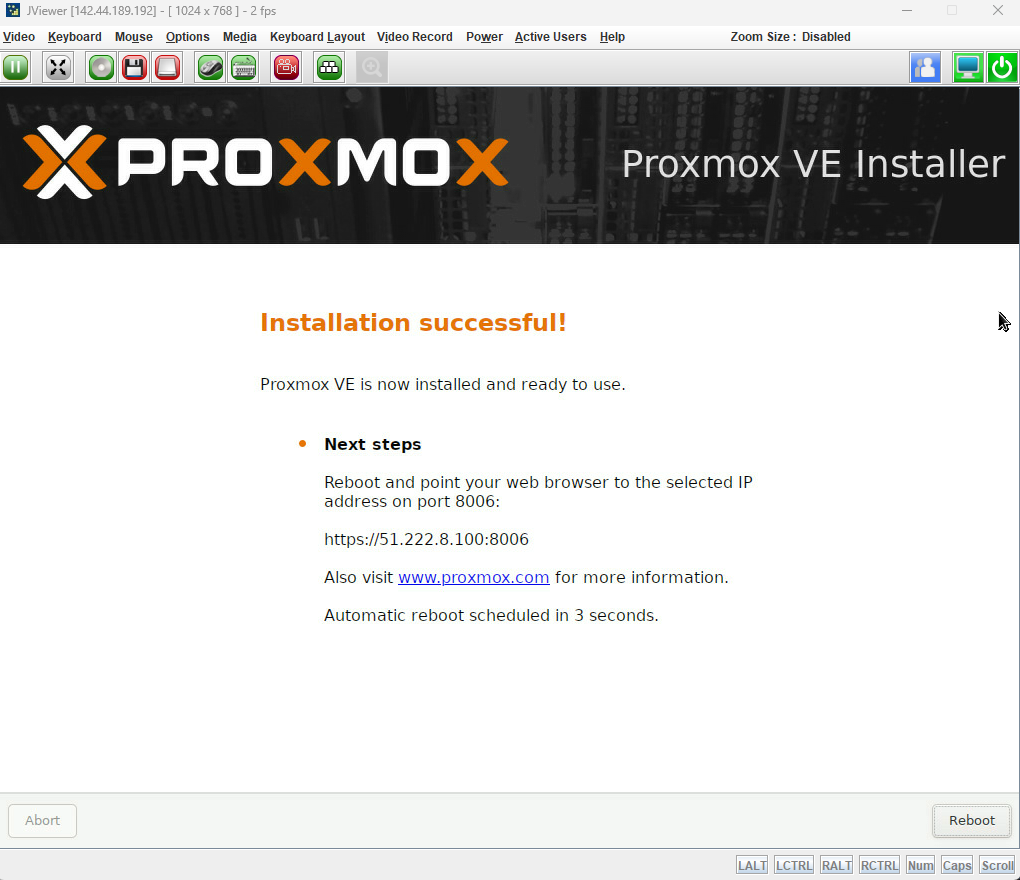 JViewer [142.44.189.192] - [ 1024 x 768 ] - 2 fps
Video Keyboard Mouse Options Media Keyboard Layout Video Record Power Active Users Help Zoom Size : Disabled
PROXMOX
Proxmox VE Installer
Installation successful!
Proxmox VE is now installed and ready to use.
Next steps
Reboot and point your web browser to the selected IP
address on port 8006:
https://51.222.8.100:8006
Also visit www.proxmox.com for more information.
Automatic reboot scheduled in 3 seconds.
Abort Reboot
LALT LCTRL RALT RCTRL Num Caps Scroll